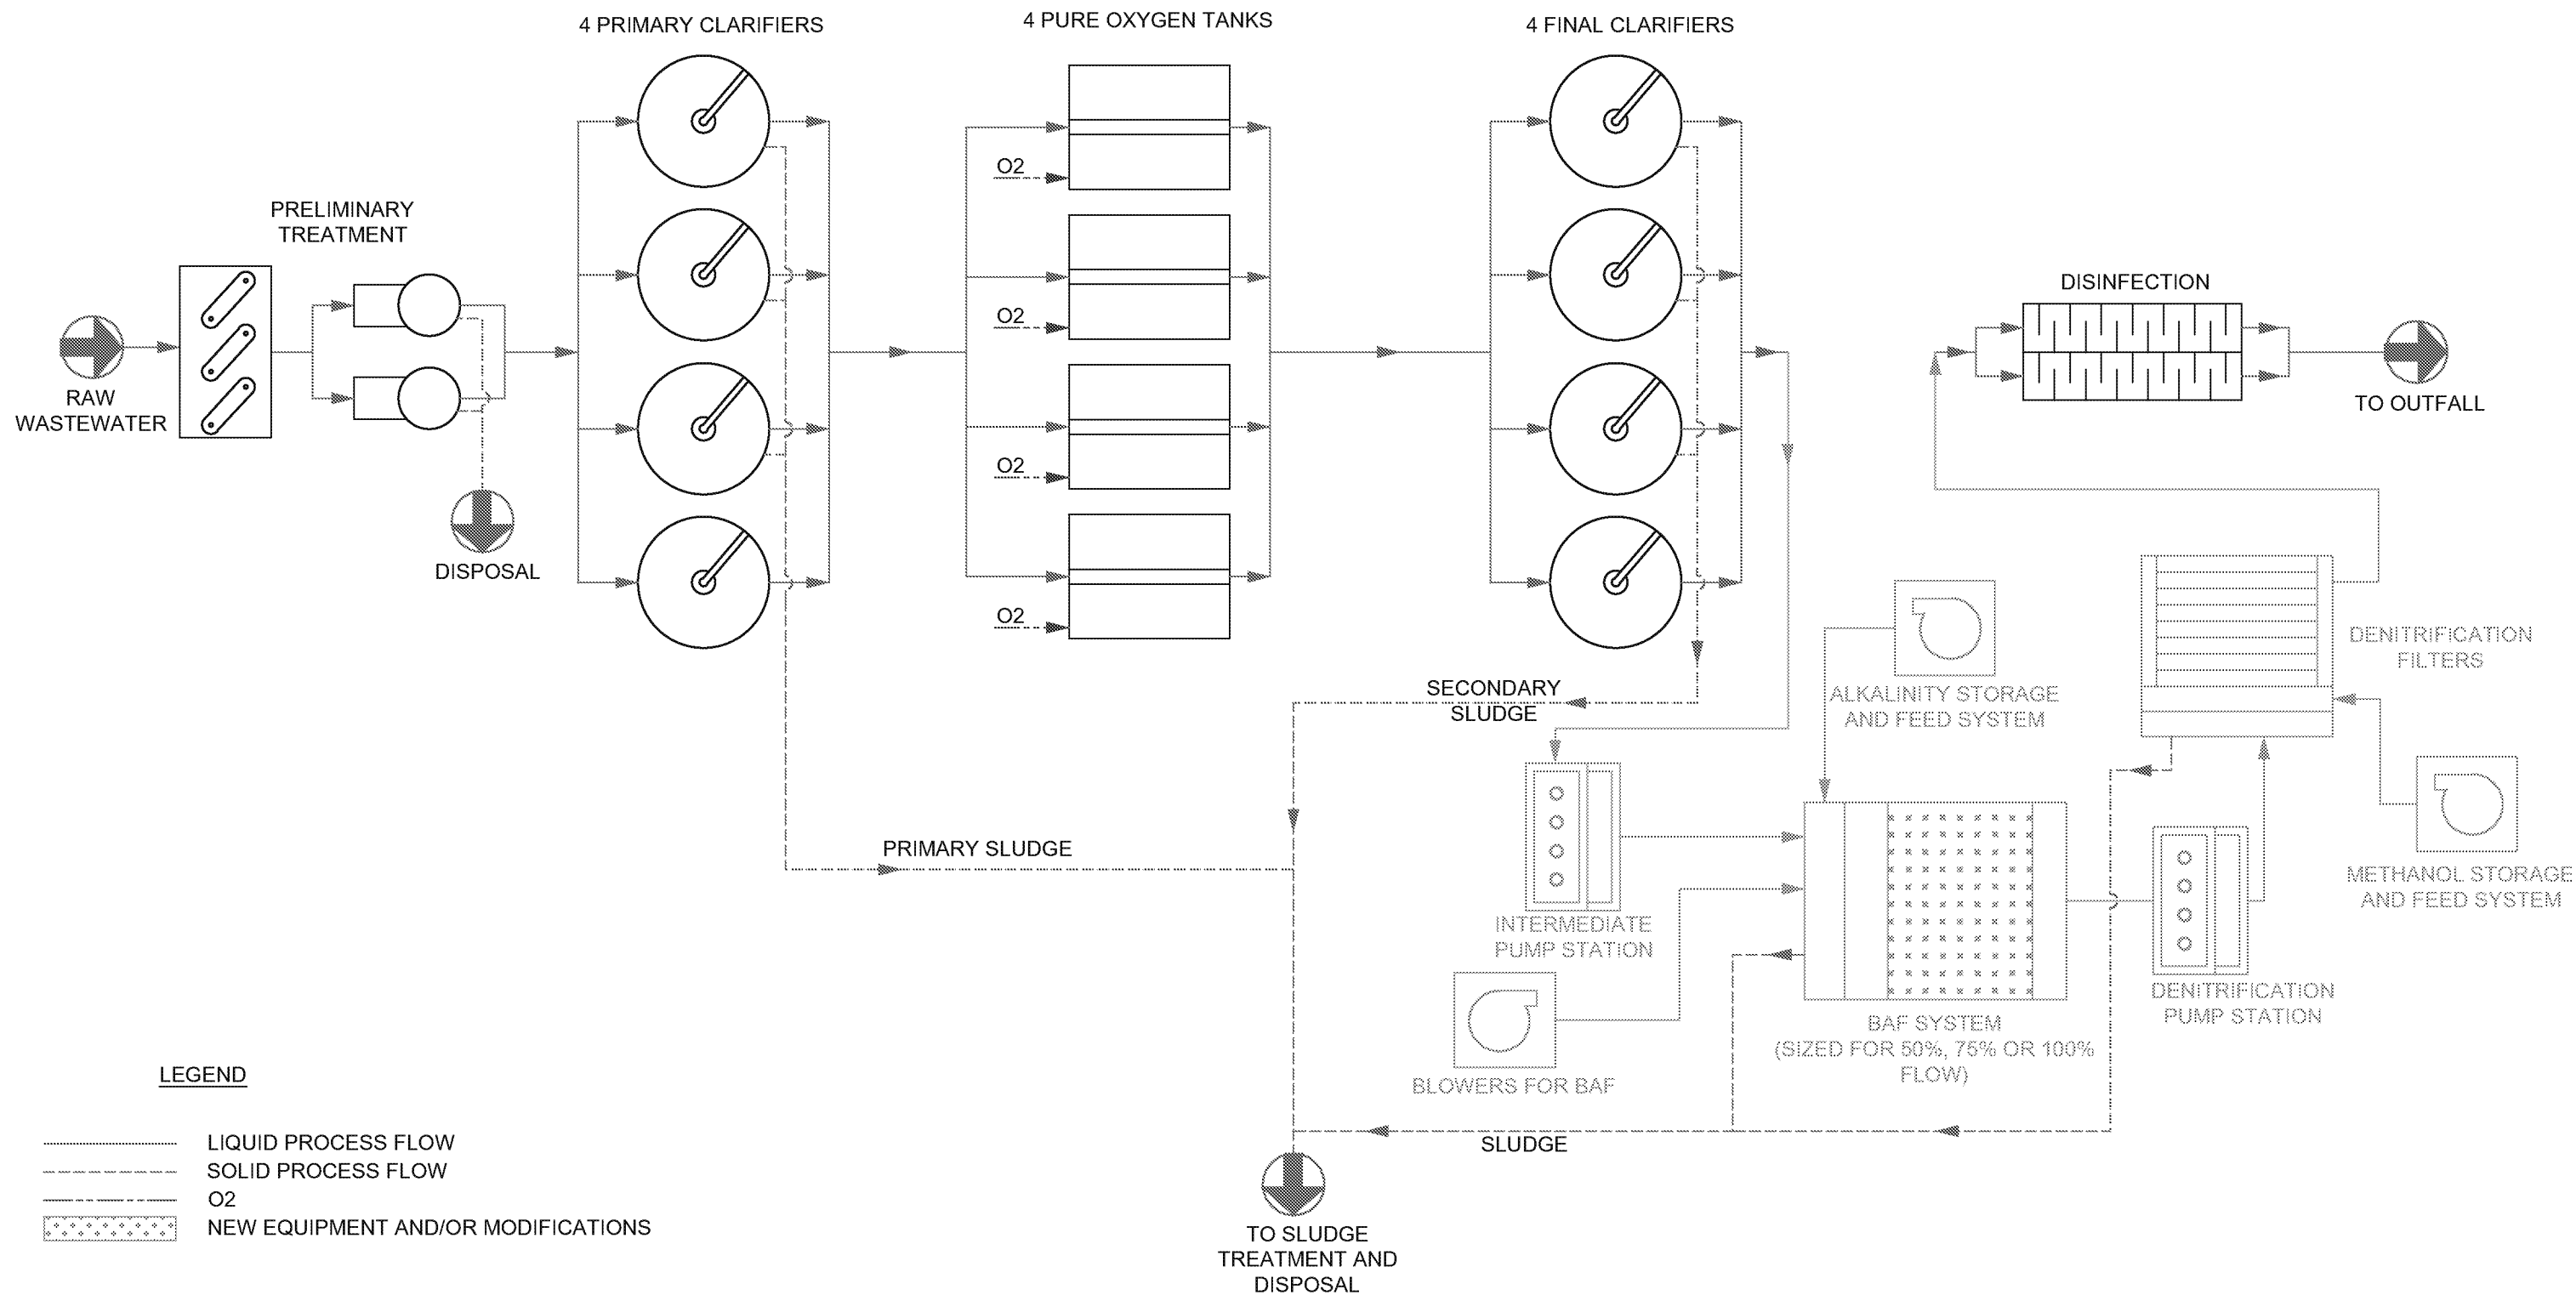 4 PRIMARY CLARIFIERS
4 PURE OXYGEN TANKS
4 FINAL CLARIFIERS
PRELIMINARY
TREATMENT
RAW
WASTEWATER
DISPOSAL
O2
O2
O2
O2
DISINFECTION
TO OUTFALL
SECONDARY
SLUDGE
PRIMARY SLUDGE
ALKALINITY STORAGE
AND FEED SYSTEM
DENITRIFICATION
FILTERS
METHANOL STORAGE
AND FEED SYSTEM
INTERMEDIATE
PUMP STATION
DENITRIFICATION
PUMP STATION
BAF SYSTEM
(SIZED FOR 50%, 75% OR 100%
FLOW)
BLOWERS FOR BAF
SLUDGE
TO SLUDGE
TREATMENT AND
DISPOSAL
LEGEND
LIQUID PROCESS FLOW
SOLID PROCESS FLOW
O2
NEW EQUIPMENT AND/OR MODIFICATIONS